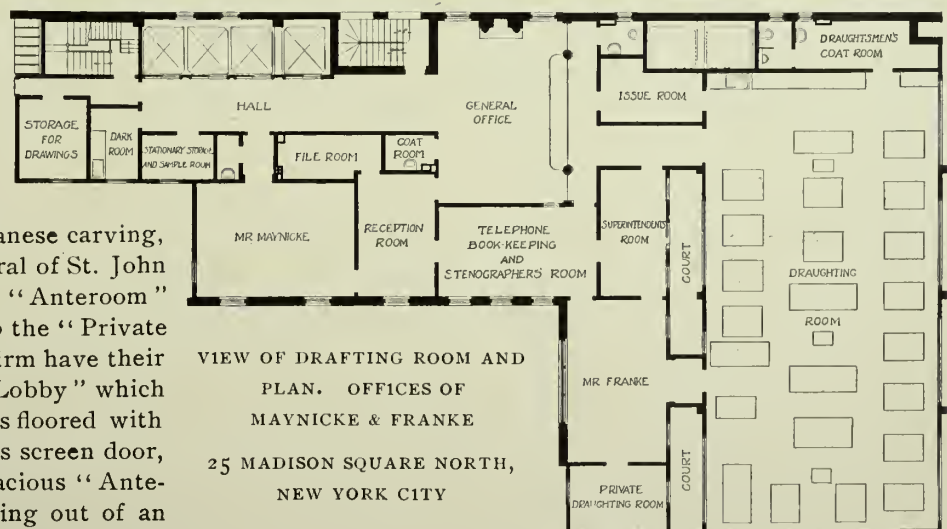 DRAUGHTSMEN'S
COAT ROOM
ISSUE ROOM
HALL
GENERAL
OFFICE
STORAGE
FOR
DRAWINGS
DARK
ROOM
STATIONARY STORAGE
AND SAMPLE ROOM
FILE ROOM
COAT
ROOM
MR MAYNICKE
RECEPTION
ROOM
TELEPHONE
BOOK-KEEPING
AND
STENOGRAPHERS' ROOM
SUPERINTENDENTS
ROOM
COURT
DRAUGHTING
ROOM
MR FRANKE
COURT
PRIVATE
DRAUGHTING ROOM
anese carving,
ral of St. John
"Anteroom"
o the "Private
irm have their
Lobby" which
s floored with
s screen door,
acious "Ante-
ing out of an
VIEW OF DRAFTING ROOM AND
PLAN. OFFICES OF
MAYNICKE & FRANKE
25 MADISON SQUARE NORTH,
NEW YORK CITY